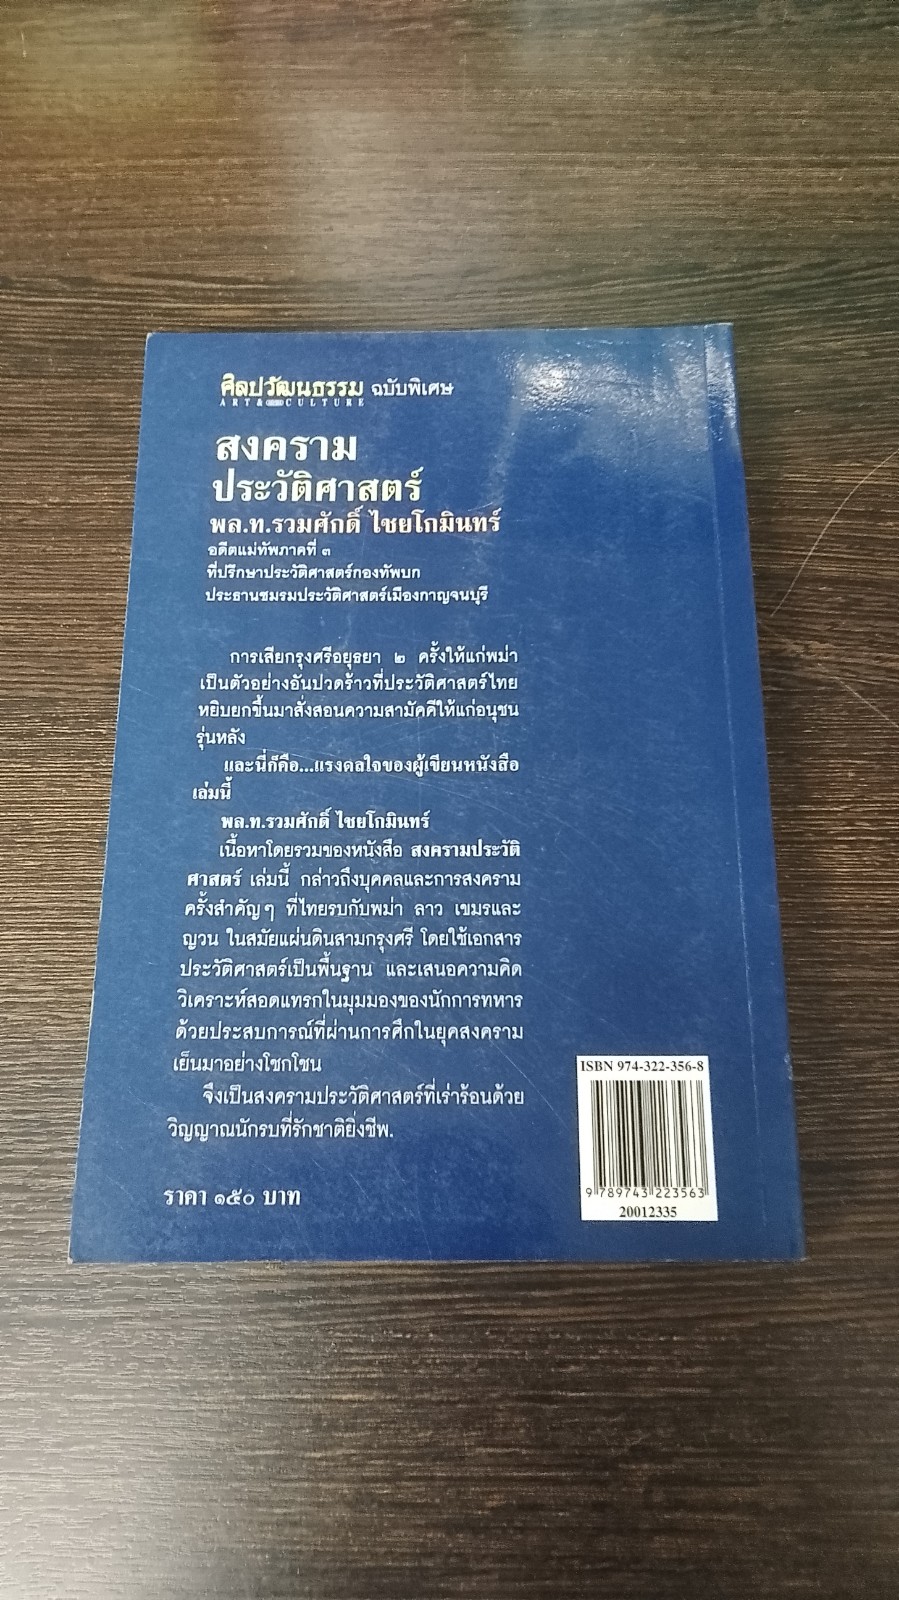 ศิลปวัฒนธรรม ฉบับพิเศษ
ART & CULTURE
สงคราม
ประวัติศาสตร์
พล.ท.รวมศักดิ์ ไชยโกมินทร์
อดีตแม่ทัพภาคที่ ๓
ที่ปรึกษาประวัติศาสตร์กองทัพบก
ประธานชมรมประวัติศาสตร์เมืองกาญจนบุรี
การเสียกรุงศรีอยุธยา ๒ ครั้งให้แก่พม่า
เป็นตัวอย่างอันปวดร้าวที่ประวัติศาสตร์ไทย
หยิบยกขึ้นมาสั่งสอนความสามัคคีให้แก่อนุชน
รุ่นหลัง
และนี่ก็คือ...แรงดลใจของผู้เขียนหนังสือ
เล่มนี้
พล.ท.รวมศักดิ์ ไชยโกมินทร์
เนื้อหาโดยรวมของหนังสือ สงครามประวัติ
ศาสตร์ เล่มนี้ กล่าวถึงบุคคลและการสงคราม
ครั้งสำคัญๆ ที่ไทยรบกับพม่า ลาว เขมรและ
ญวน ในสมัยแผ่นดินสามกรุงศรี โดยใช้เอกสาร
ประวัติศาสตร์เป็นพื้นฐาน และเสนอความคิด
วิเคราะห์สอดแทรกในมุมมองของนักการทหาร
ด้วยประสบการณ์ที่ผ่านการศึกในยุคสงคราม
เย็นมาอย่างโชกโชน
จึงเป็นสงครามประวัติศาสตร์ที่เร่าร้อนด้วย
วิญญาณนักรบที่รักชาติยิ่งชีพ.
ราคา ๑๕๐ บาท
ISBN 974-322-356-8
9 789743 223563
20012335